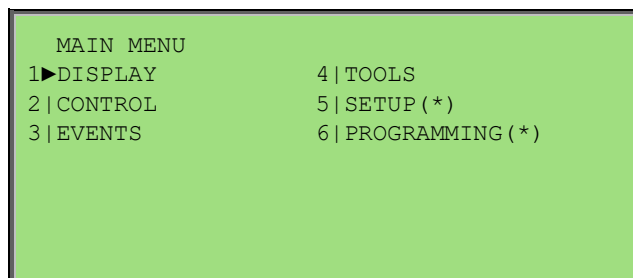 MAIN MENU
1►DISPLAY 4|TOOLS
2|CONTROL 5|SETUP(*)
3|EVENTS 6|PROGRAMMING(*)